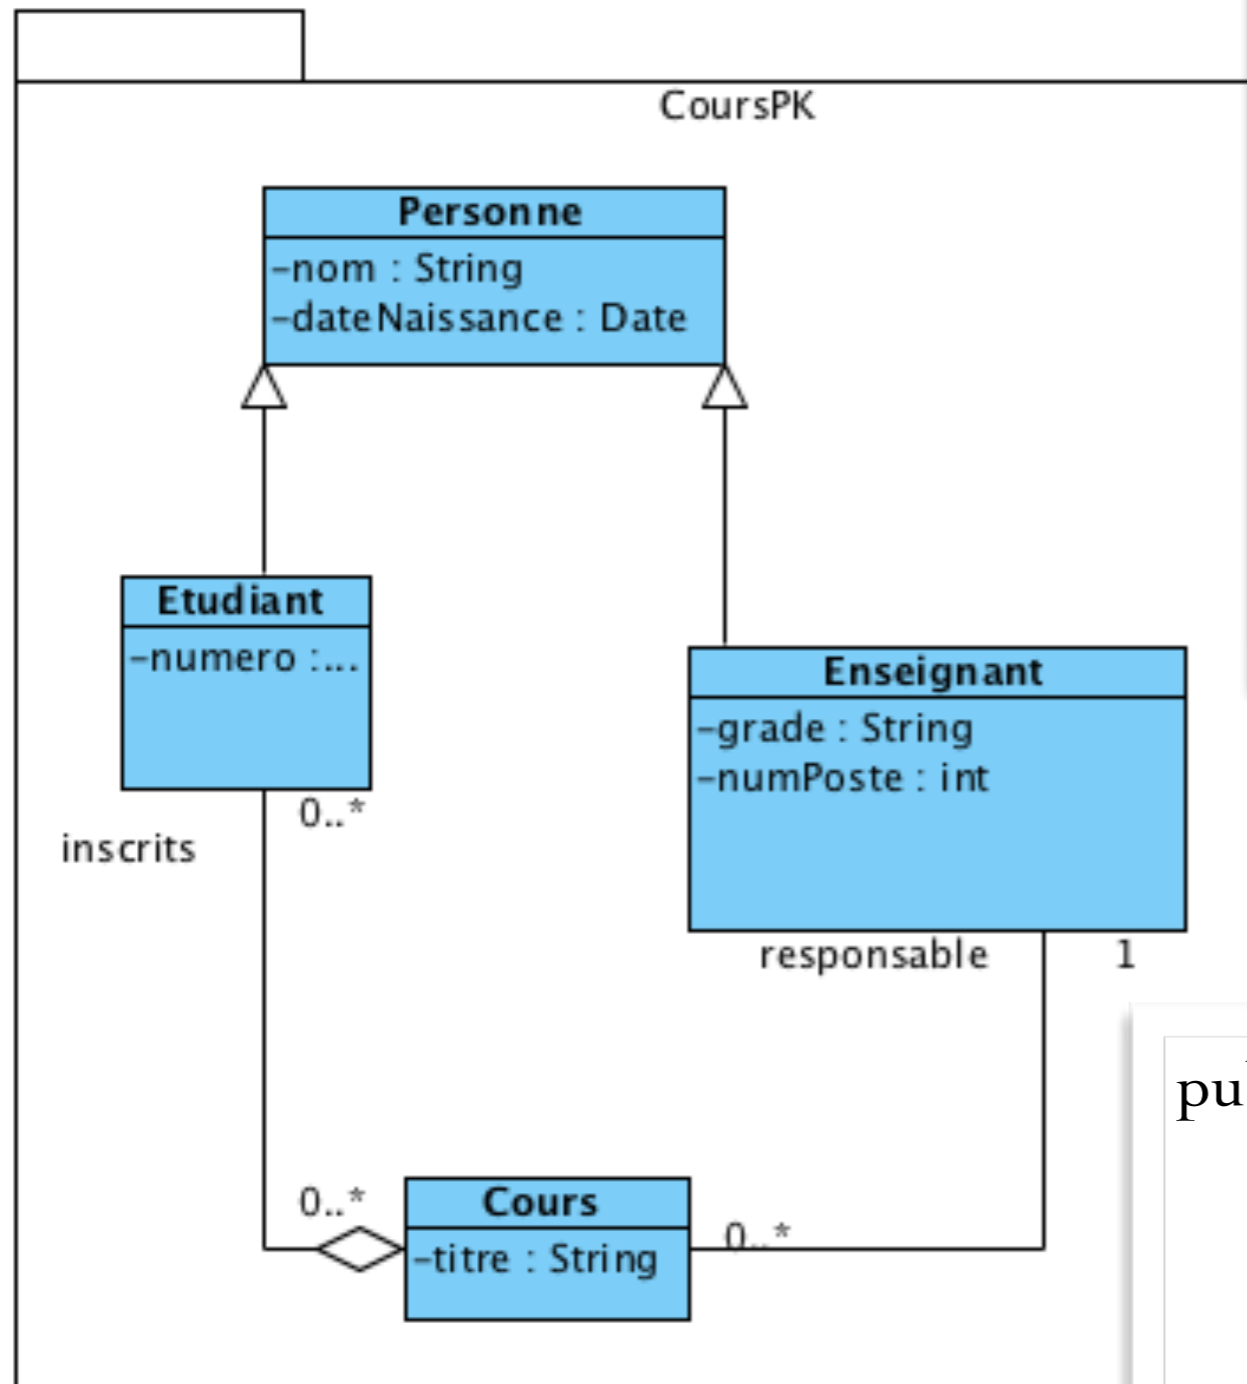 CoursPK
Personne
-nom : String
-dateNaissance : Date
Etudiant
-numero :...
Enseignant
-grade : String
-numPoste : int
0..*
inscrits
responsable
1
pu
0..*
Cours
0..*
-titre : String